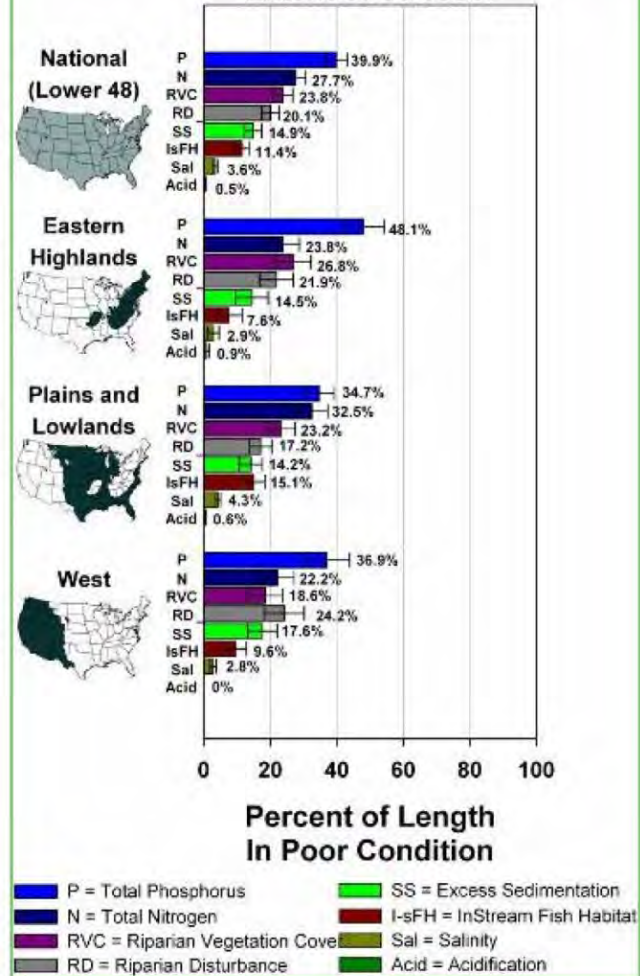 National
(Lower 48)
P 39.9%
N 27.7%
RVC 23.8%
RD 20.1%
SS 14.9%
IsFH 11.4%
Sal 3.6%
Acid 0.5%
Eastern
Highlands
P 48.1%
N 23.8%
RVC 26.8%
RD 21.9%
SS 14.5%
IsFH 7.6%
Sal 2.9%
Acid 0.9%
Plains and
Lowlands
P 34.7%
N 32.5%
RVC 23.2%
RD 17.2%
SS 14.2%
IsFH 15.1%
Sal 4.3%
Acid 0.6%
West
P 36.9%
N 22.2%
RVC 18.6%
RD 24.2%
SS 17.6%
IsFH 9.6%
Sal 2.8%
Acid 0%
0 20 40 60 80 100
Percent of Length
In Poor Condition
P = Total Phosphorus
N = Total Nitrogen
RVC = Riparian Vegetation Cove
RD = Riparian Disturbance
SS = Excess Sedimentation
I-sFH = InStream Fish Habitat
Sal = Salinity
Acid = Acidification